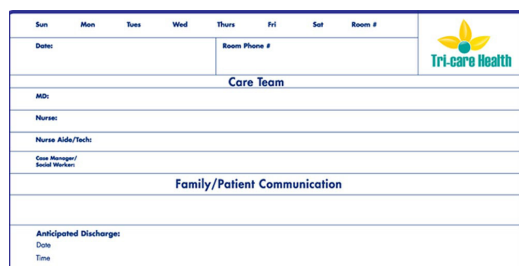 Sun Mon Tues Wed Thurs Fri Sat Room #
Date: Room Phone #
Tri-care Health
Care Team
MD:
Nurse:
Nurse Aide/Tech:
Case Manager/
Social Worker:
Family/Patient Communication
Anticipated Discharge:
Date
Time